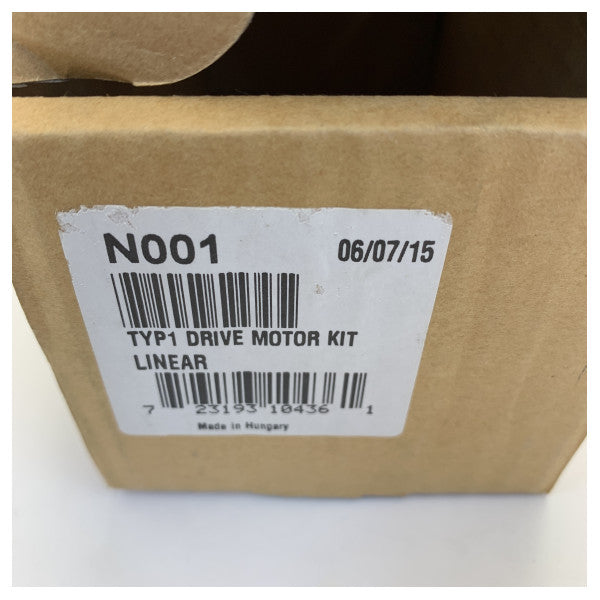 N001 06/07/15
TYP1 DRIVE MOTOR KIT
LINEAR
7 23193 10436 1
Made in Hungary